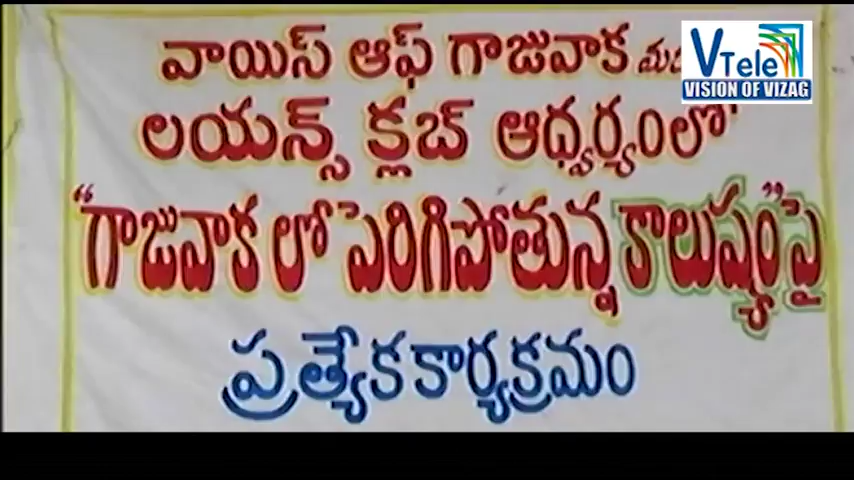 వాయిస్ ఆఫ్ గాజువాక
VTele
VISION OF VIZAG
లయన్స్ క్లబ్ ఆధ్వర్యంలో
"గాజువాక లో పెరిగిపోతున్న కాలుష్యం"పై
ప్రత్యేక కార్యక్రమం